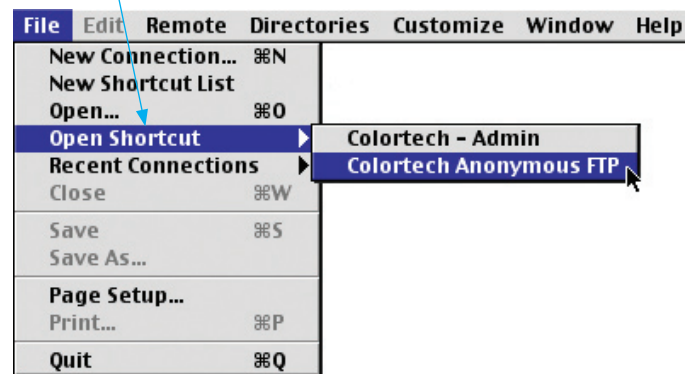 File Edit Remote Directories Customize Window Help
New Connection... ⌘N
New Shortcut List
Open... ⌘O
Open Shortcut
Colortech - Admin
Recent Connections
Colortech Anonymous FTP
Close ⌘W
Save ⌘S
Save As...
Page Setup...
Print... ⌘P
Quit ⌘Q